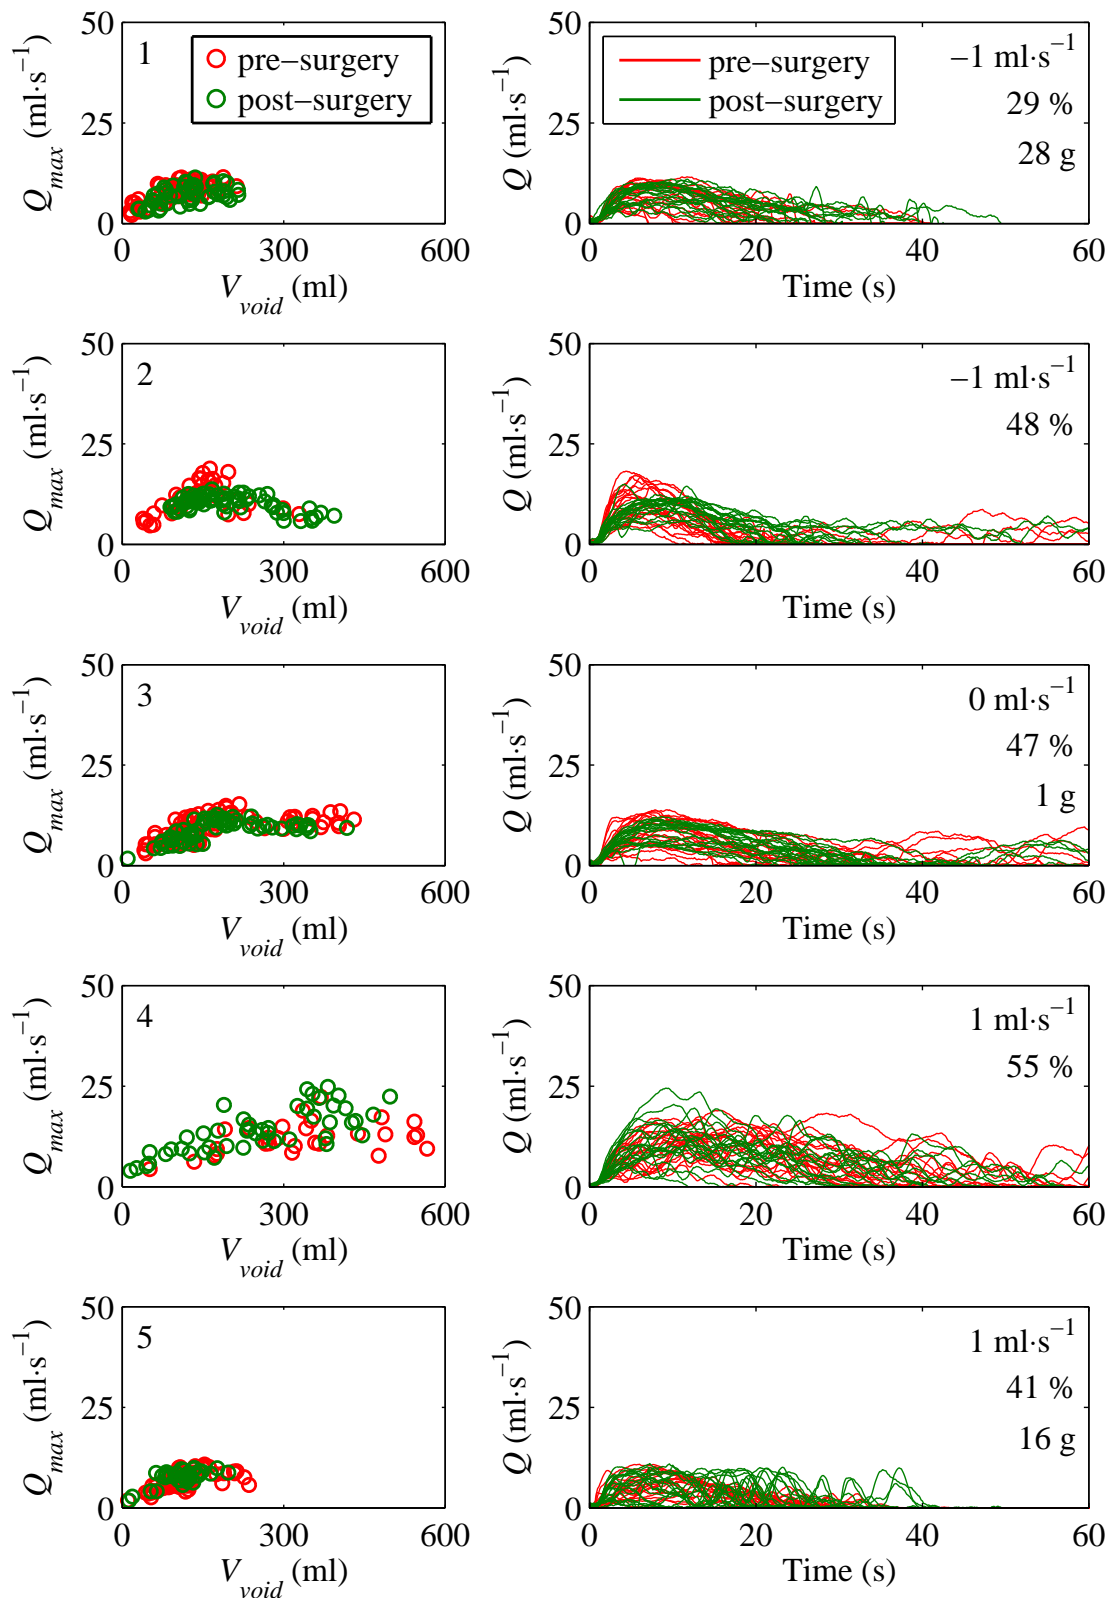 50
25
0
0 300 600
Q_max (ml·s⁻¹)
V_void (ml)
1
pre−surgery
post−surgery
50
25
0
0 20 40 60
Q (ml·s⁻¹)
Time (s)
pre−surgery
post−surgery
−1 ml·s⁻¹
29 %
28 g
50
25
0
0 300 600
Q_max (ml·s⁻¹)
V_void (ml)
2
50
25
0
0 20 40 60
Q (ml·s⁻¹)
Time (s)
−1 ml·s⁻¹
48 %
50
25
0
0 300 600
Q_max (ml·s⁻¹)
V_void (ml)
3
50
25
0
0 20 40 60
Q (ml·s⁻¹)
Time (s)
0 ml·s⁻¹
47 %
1 g
50
25
0
0 300 600
Q_max (ml·s⁻¹)
V_void (ml)
4
50
25
0
0 20 40 60
Q (ml·s⁻¹)
Time (s)
1 ml·s⁻¹
55 %
50
25
0
0 300 600
Q_max (ml·s⁻¹)
V_void (ml)
5
50
25
0
0 20 40 60
Q (ml·s⁻¹)
Time (s)
1 ml·s⁻¹
41 %
16 g